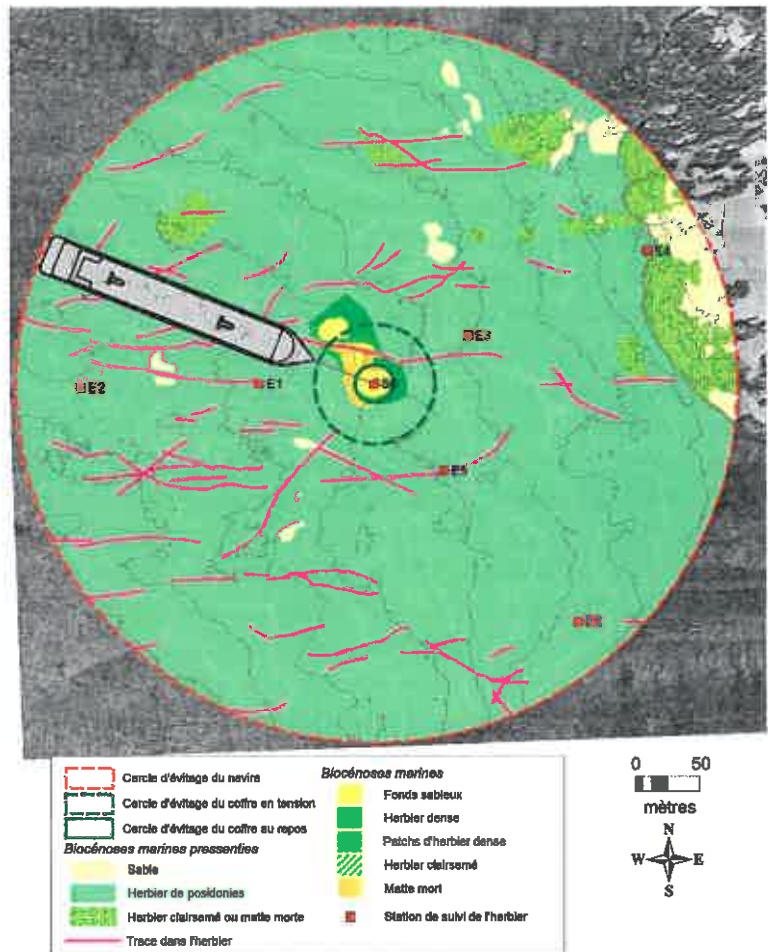 E3
E1
E2
E5
0 50
mètres
N
W E
S
Cercle d'évitage du navire
Cercle d'évitage du coffre en tension
Cercle d'évitage du coffre au repos
Biocénoses marines pressenties
Sable
Herbier de posidonies
Herbier clairsemé ou matte morte
Trace dans l'herbier
Biocénoses marines
Fonds sableux
Herbier dense
Patchs d'herbier dense
Herbier clairsemé
Matte mort
Station de suivi de l'herbier